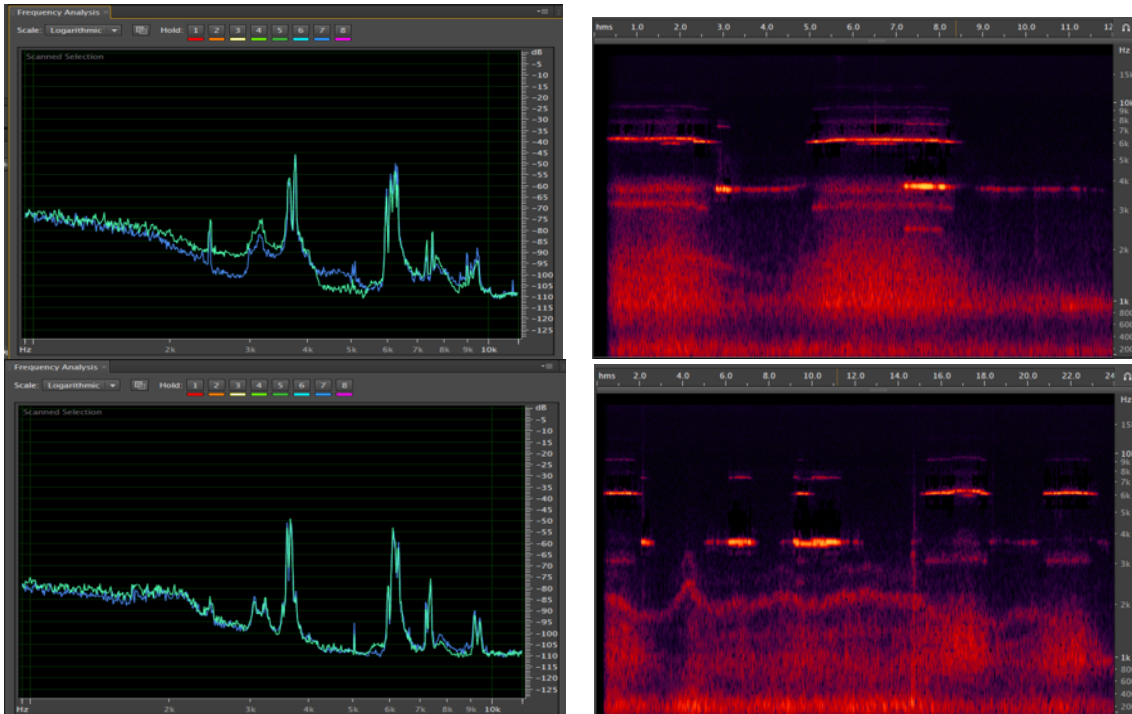 Frequency Analysis
Scale: Logarithmic Hold: 1 2 3 4 5 6 7 8
Scanned Selection
dB
-5
-10
-15
-20
-25
-30
-35
-40
-45
-50
-55
-60
-65
-70
-75
-80
-85
-90
-95
-100
-105
-110
-115
-120
-125
Hz 2k 3k 4k 5k 6k 7k 8k 9k 10k
hms 1.0 2.0 3.0 4.0 5.0 6.0 7.0 8.0 9.0 10.0 11.0 12
Hz
15k
10k
9k
8k
7k
6k
5k
4k
3k
2k
1k
800
600
400
200
Frequency Analysis
Scale: Logarithmic Hold: 1 2 3 4 5 6 7 8
Scanned Selection
dB
-5
-10
-15
-20
-25
-30
-35
-40
-45
-50
-55
-60
-65
-70
-75
-80
-85
-90
-95
-100
-105
-110
-115
-120
-125
Hz 2k 3k 4k 5k 6k 7k 8k 9k 10k
hms 2.0 4.0 6.0 8.0 10.0 12.0 14.0 16.0 18.0 20.0 22.0 24
Hz
15
10
9k
8k
7k
6k
5k
4k
3k
2k
1k
80
60
40
20